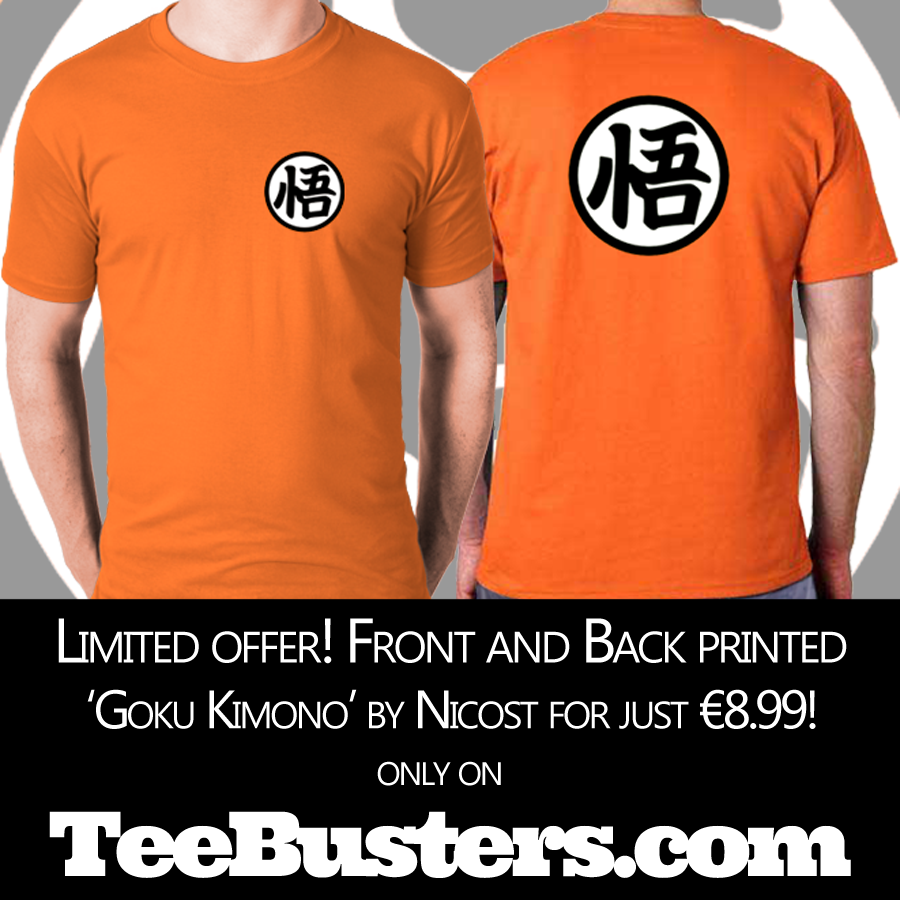 悟
悟
Limited offer! Front and Back printed
‘Goku Kimono’ by Nicost for just €8.99!
only on
TeeBusters.com